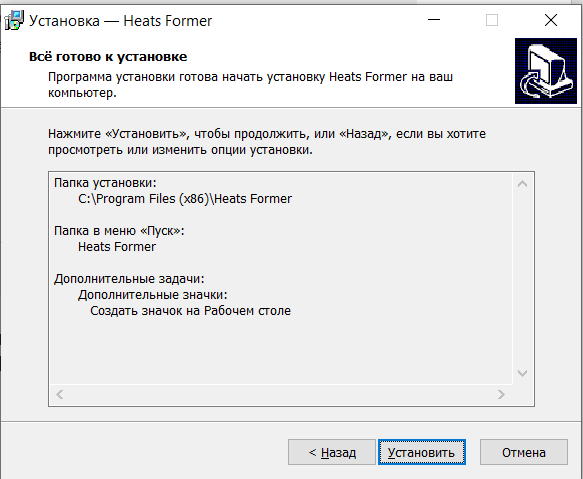 Установка — Heats Former
Всё готово к установке
Программа установки готова начать установку Heats Former на ваш
компьютер.
Нажмите «Установить», чтобы продолжить, или «Назад», если вы хотите
просмотреть или изменить опции установки.
Папка установки:
C:\Program Files (x86)\Heats Former
Папка в меню «Пуск»:
Heats Former
Дополнительные задачи:
Дополнительные значки:
Создать значок на Рабочем столе
< Назад
Установить
Отмена